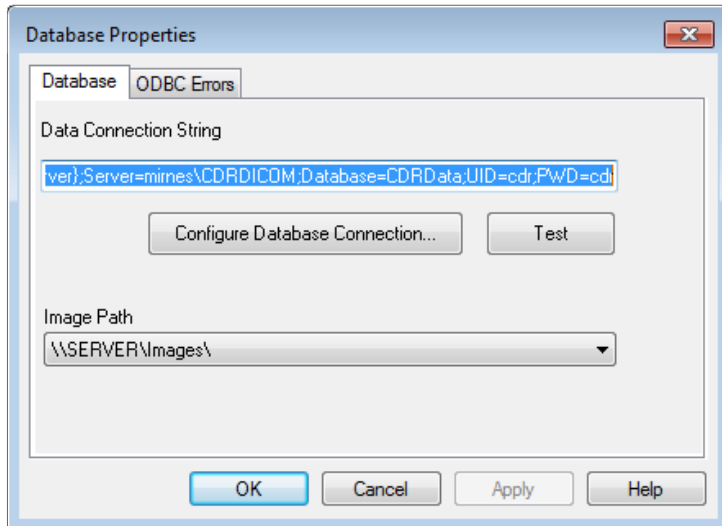 Database Properties
Database ODBC Errors
Data Connection String
rver};Server=mirnes\CDRDICOM;Database=CDRData;UID=cdr;PWD=cdr
Configure Database Connection... Test
Image Path
\\SERVER\Images\
OK Cancel Apply Help